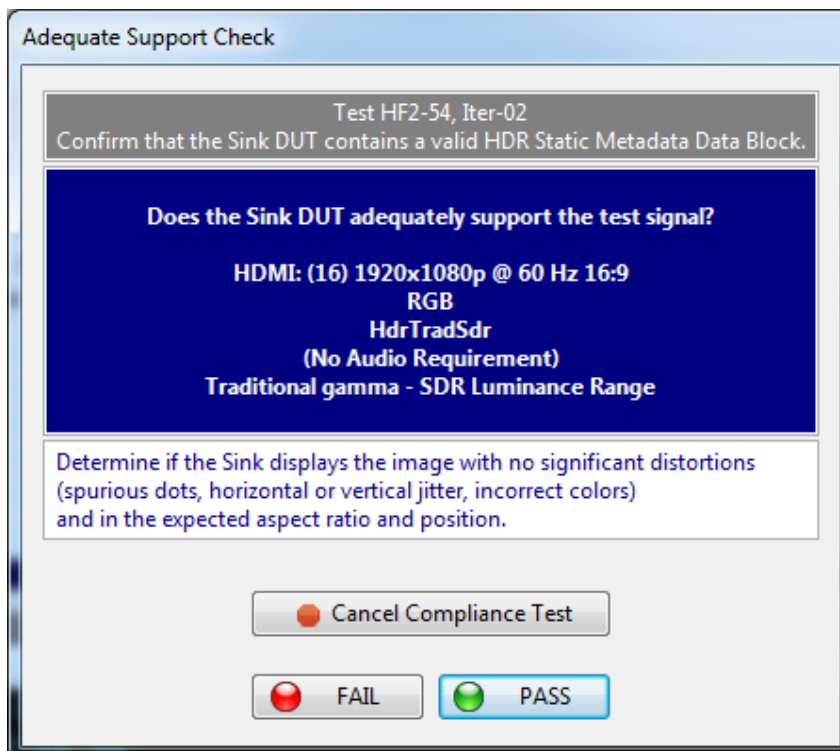 Adequate Support Check
Test HF2-54, Iter-02
Confirm that the Sink DUT contains a valid HDR Static Metadata Data Block.
Does the Sink DUT adequately support the test signal?
HDMI: (16) 1920x1080p @ 60 Hz 16:9
RGB
HdrTradSdr
(No Audio Requirement)
Traditional gamma - SDR Luminance Range
Determine if the Sink displays the image with no significant distortions
(spurious dots, horizontal or vertical jitter, incorrect colors)
and in the expected aspect ratio and position.
Cancel Compliance Test
FAIL PASS